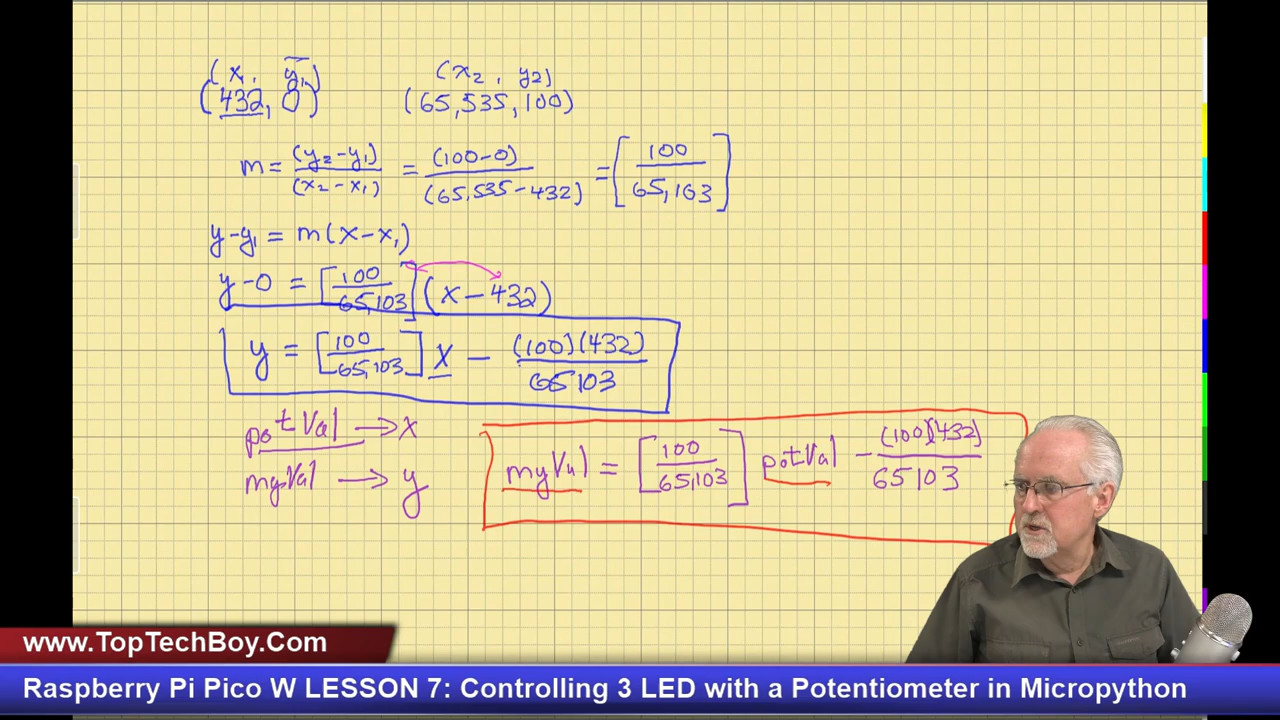 (x1, y1) (x2, y2)
(432, 0) (65,535, 100)
m = (y2-y1)/(x2-x1) = (100-0)/(65,535-432) = [100/65,103]
y-y1 = m(x-x1)
y-0 = [100/65,103](x-432)
y = [100/65,103] x - (100)(432)/65103
potVal → x
myVal → y
myVal = [100/65,103] potVal - (100)(432)/65103
www.TopTechBoy.Com
Raspberry Pi Pico W LESSON 7: Controlling 3 LED with a Potentiometer in Micropython